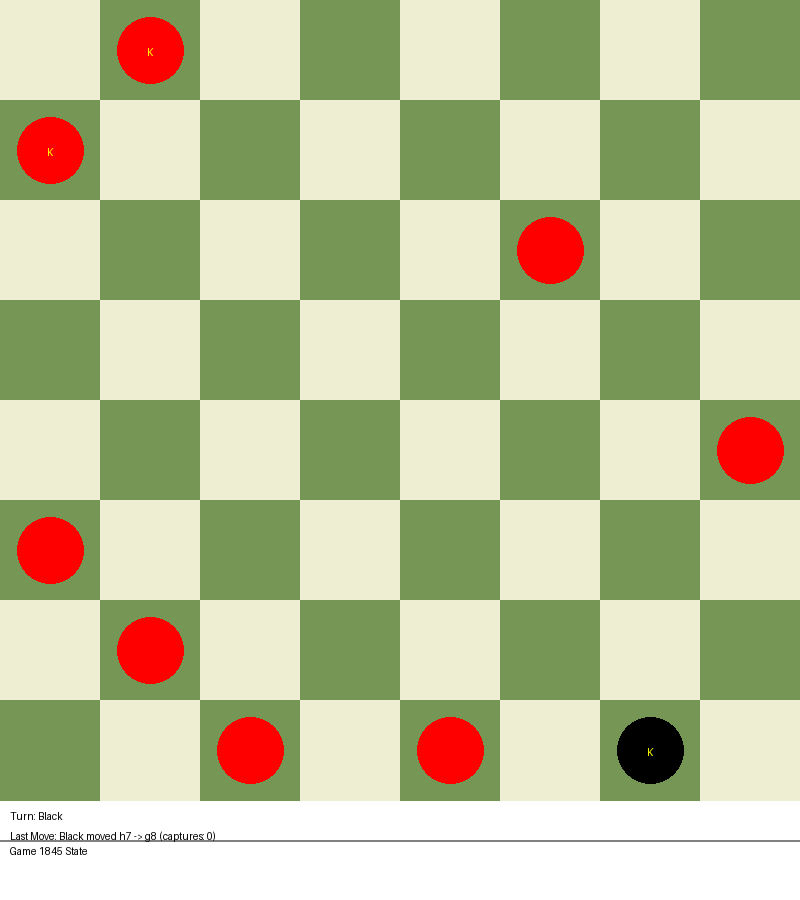 K
K
K
Turn: Black
Last Move: Black moved h7 -> g8 (captures: 0)
Game 1845 State